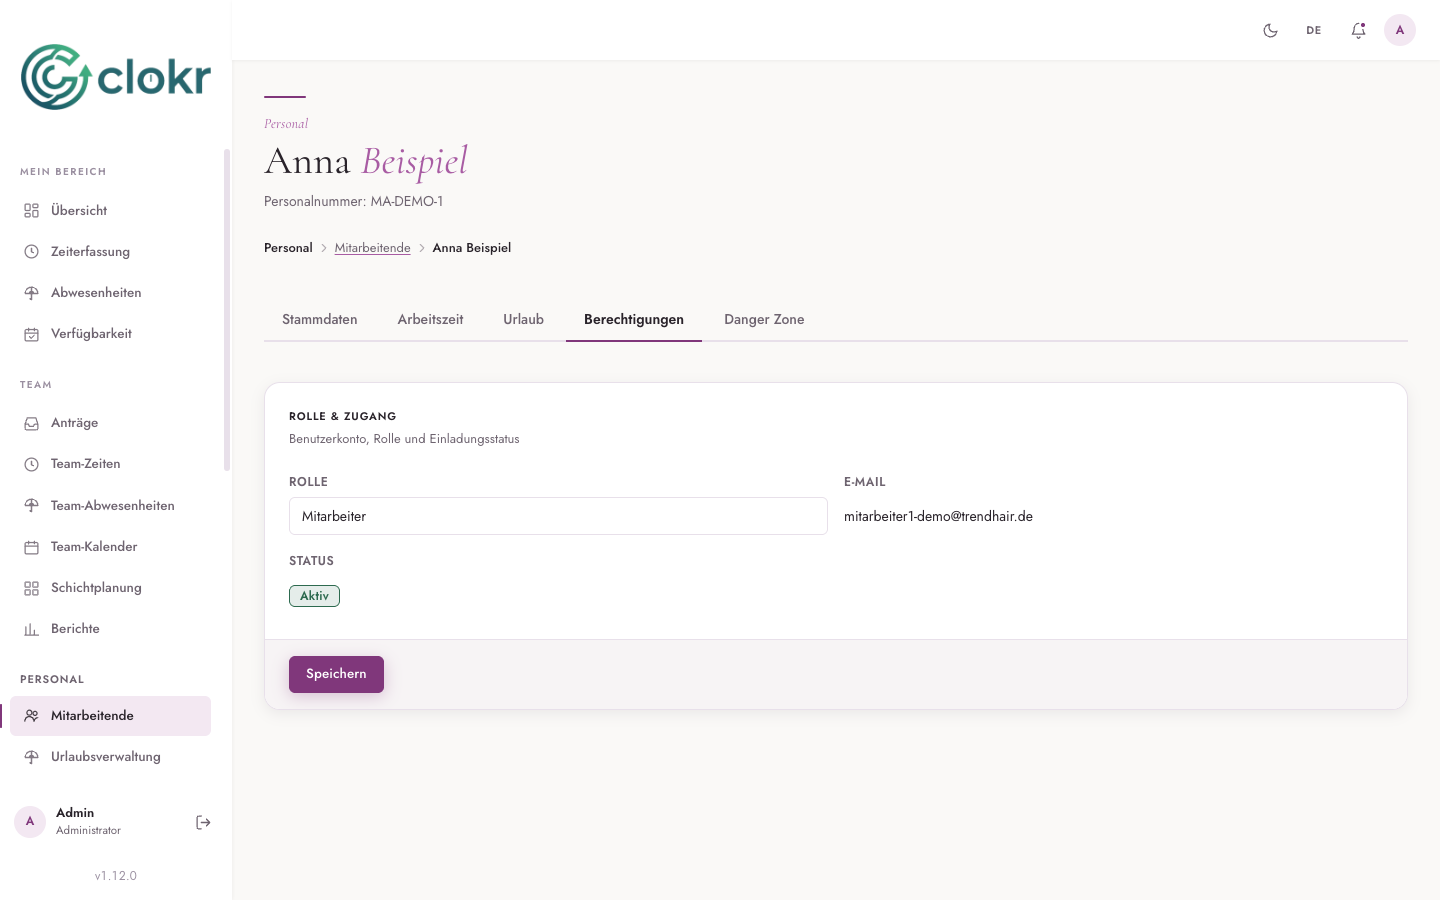 clokr
MEIN BEREICH
Übersicht
Zeiterfassung
Abwesenheiten
Verfügbarkeit
TEAM
Anträge
Team-Zeiten
Team-Abwesenheiten
Team-Kalender
Schichtplanung
Berichte
PERSONAL
Mitarbeitende
Urlaubsverwaltung
A
Admin
Administrator
v1.12.0
DE
A
Personal
Anna Beispiel
Personalnummer: MA-DEMO-1
Personal > Mitarbeitende > Anna Beispiel
Stammdaten Arbeitszeit Urlaub Berechtigungen Danger Zone
ROLLE & ZUGANG
Benutzerkonto, Rolle und Einladungsstatus
ROLLE
Mitarbeiter
E-MAIL
mitarbeiter1-demo@trendhair.de
STATUS
Aktiv
Speichern